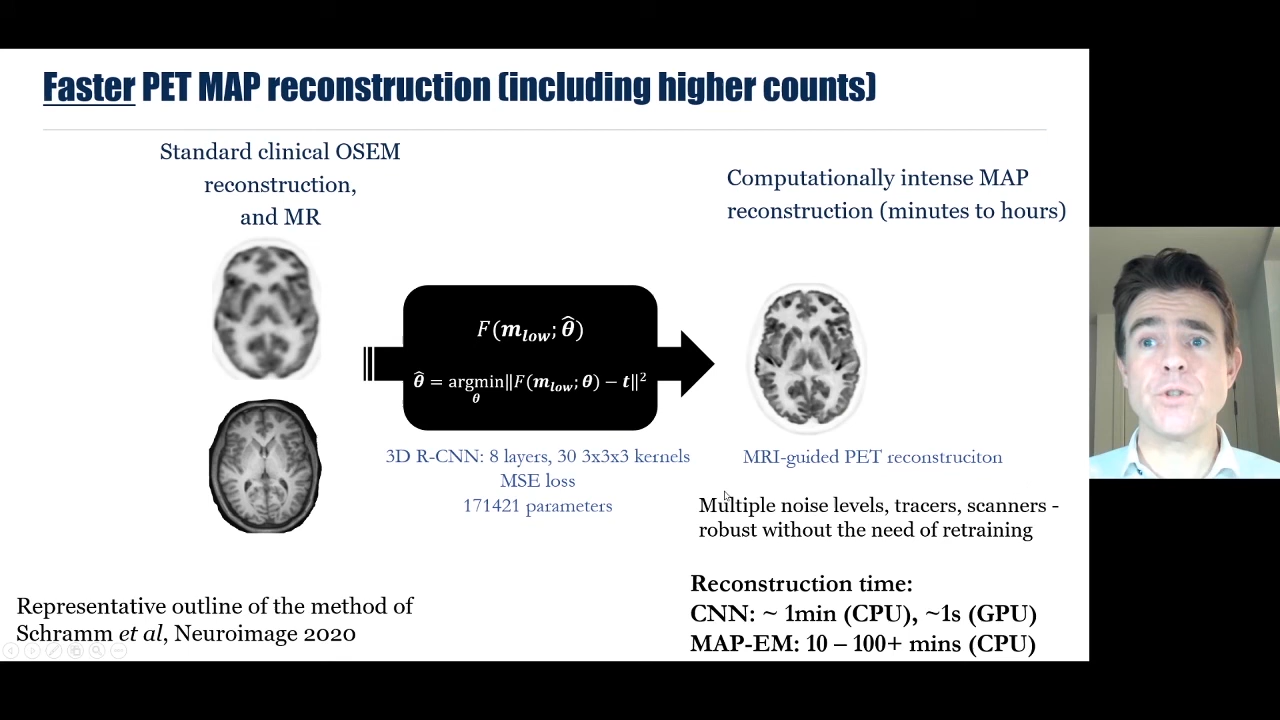 Faster PET MAP reconstruction (including higher counts)
Standard clinical OSEM
reconstruction,
and MR
Computationally intense MAP
reconstruction (minutes to hours)
F(m_low; θ̂)
θ̂ = argmin‖F(m_low; θ) − t‖²
θ
3D R-CNN: 8 layers, 30 3x3x3 kernels
MSE loss
171421 parameters
MRI-guided PET reconstruciton
Multiple noise levels, tracers, scanners -
robust without the need of retraining
Reconstruction time:
CNN: ~ 1min (CPU), ~1s (GPU)
MAP-EM: 10 – 100+ mins (CPU)
Representative outline of the method of
Schramm et al, Neuroimage 2020